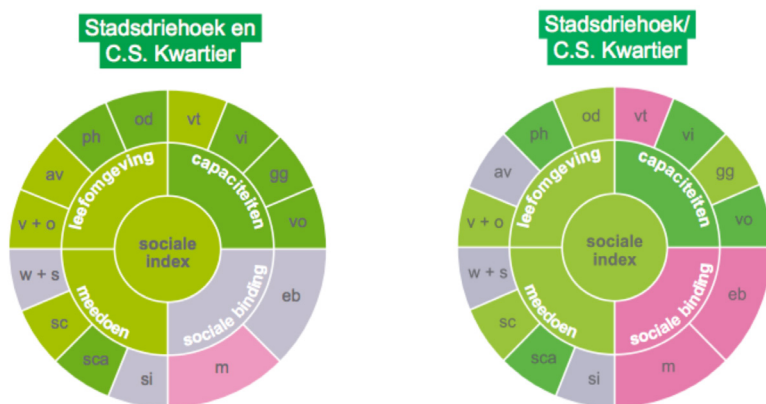 Stadsdriehoek en
C.S. Kwartier
od
vt
ph
vi
av
leefomgeving
capaciteiten
gg
v + o
vo
sociale
index
w + s
meedoen
sociale binding
eb
sc
sca
si
m
Stadsdriehoek/
C.S. Kwartier
od
vt
ph
vi
av
leefomgeving
capaciteiten
gg
v + o
vo
sociale
index
w + s
meedoen
sociale binding
eb
sc
sca
si
m